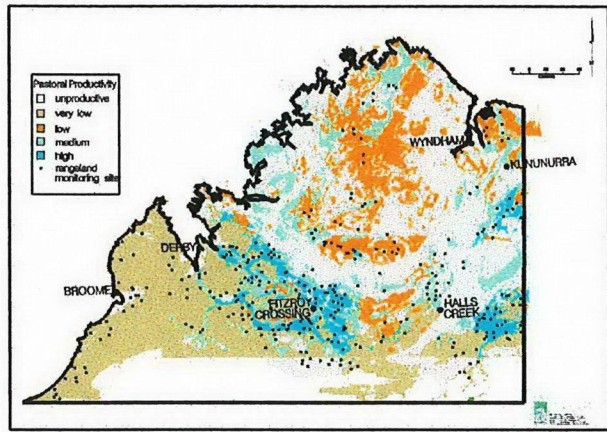 Pastoral Productivity
unproductive
very low
low
medium
high
rangeland
monitoring site
WYNDHAM
KUNUNURRA
DERBY
BROOME
FITZROY
CROSSING
HALLS
CREEK